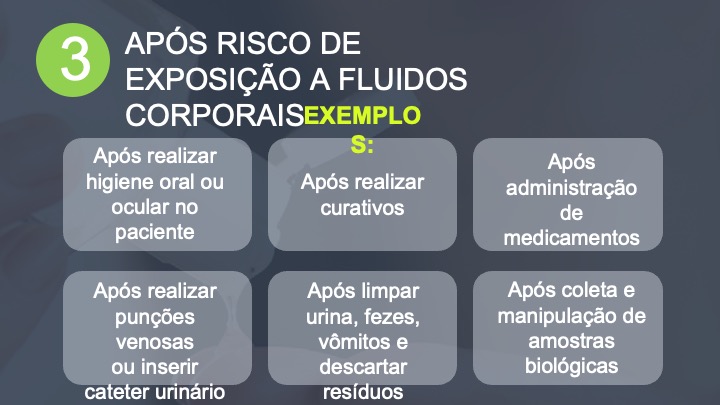 3
APÓS RISCO DE
EXPOSIÇÃO A FLUIDOS
CORPORAIS
EXEMPLO
S:
Após realizar
higiene oral ou
ocular no
paciente
Após realizar
curativos
Após
administração
de
medicamentos
Após realizar
punções
venosas
ou inserir
cateter urinário
Após limpar
urina, fezes,
vômitos e
descartar
resíduos
Após coleta e
manipulação de
amostras
biológicas